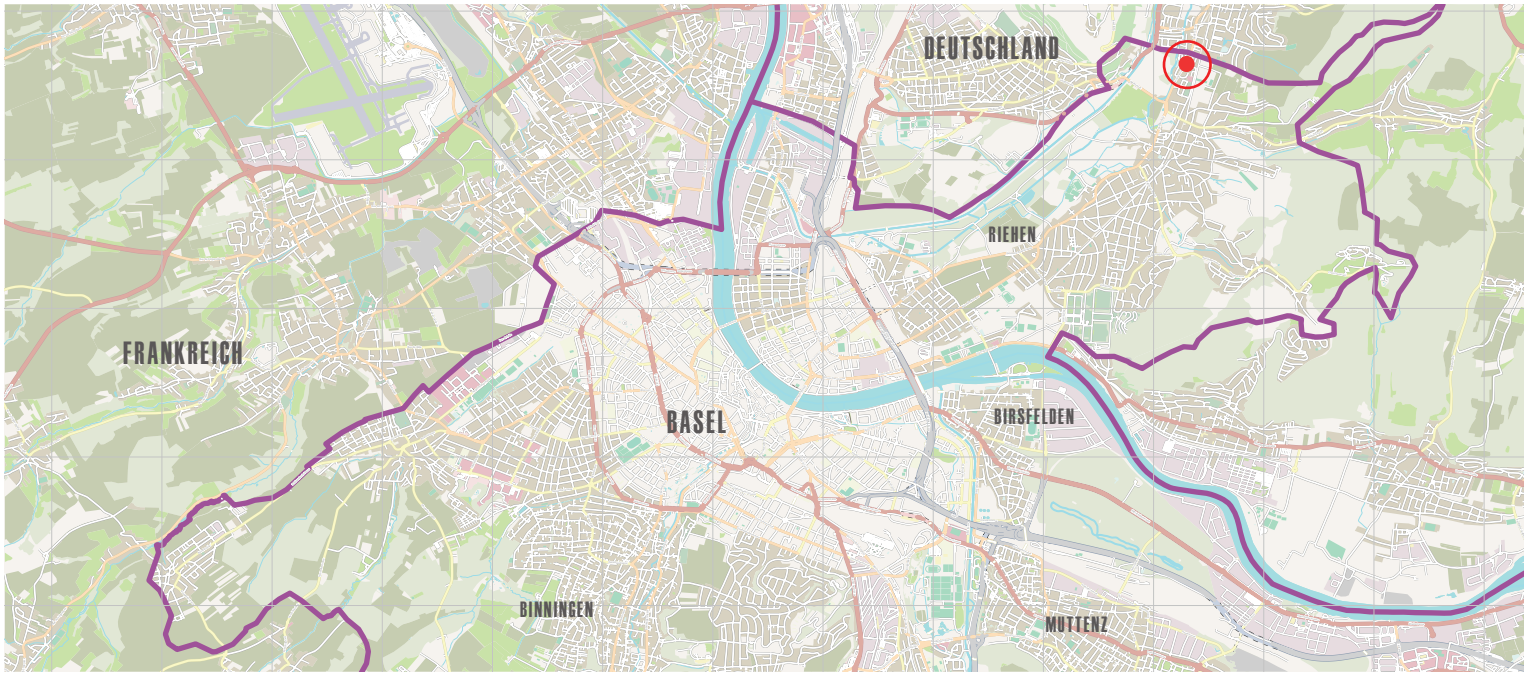 DEUTSCHLAND
RIEHEN
FRANKREICH
BASEL
BIRSFELDEN
BINNINGEN
MUTTENZ